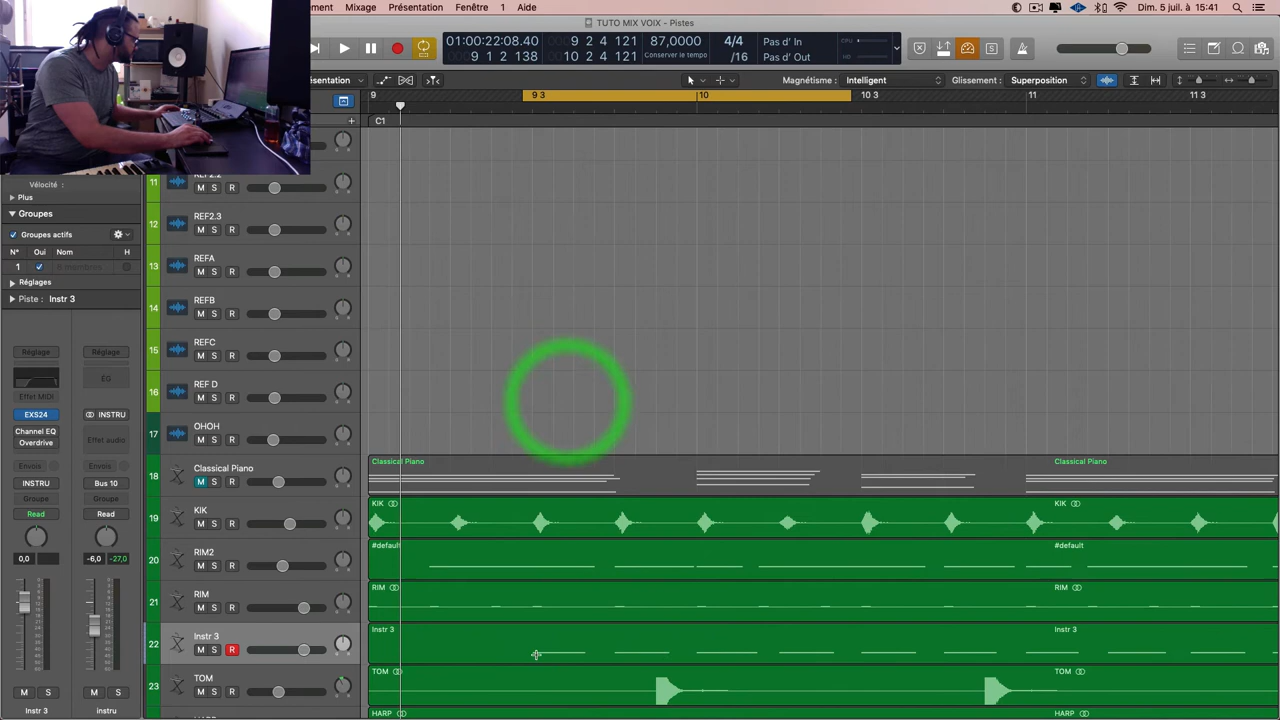 ment Mixage Présentation 1 Fenêtre Aide Dim. 5 juil. à 15:41
TUTO MIX VOIX - Pistes
01:00:22:08.40 9 2 4 121 87,0000 4/4 Pas d' In CPU
9 1 2 138 10 2 4 121 Conserver le tempo /16 Pas d' Out HD
ésentation Magnétisme : Intelligent Glissement : Superposition
9 9 3 10 10 3 11 11 3
C1
Vélocité :
Plus
Groupes
Groupes actifs
N° Oui Nom H
1 8 membres
Réglages
Piste : Instr 3
Réglage Réglage
Effet MIDI EG
EXS24 INSTRU
Channel EQ
Overdrive Effet audio
Envois Envois
INSTRU Bus 10
Groupe Groupe
Read Read
0,0 -6,0 -27,0
M S M S
Instr 3 instru
11 REF2.2 M S R
12 REF2.3 M S R
13 REFA M S R
14 REFB M S R
15 REFC M S R
16 REF D M S R
17 OHOH M S R
18 Classical Piano M S R Classical Piano Classical Piano
19 KIK M S R KIK KIK
20 RIM2 M S R #default #default
21 RIM M S R RIM RIM
22 Instr 3 M S R Instr 3 Instr 3
23 TOM M S R TOM TOM
HARP HARP